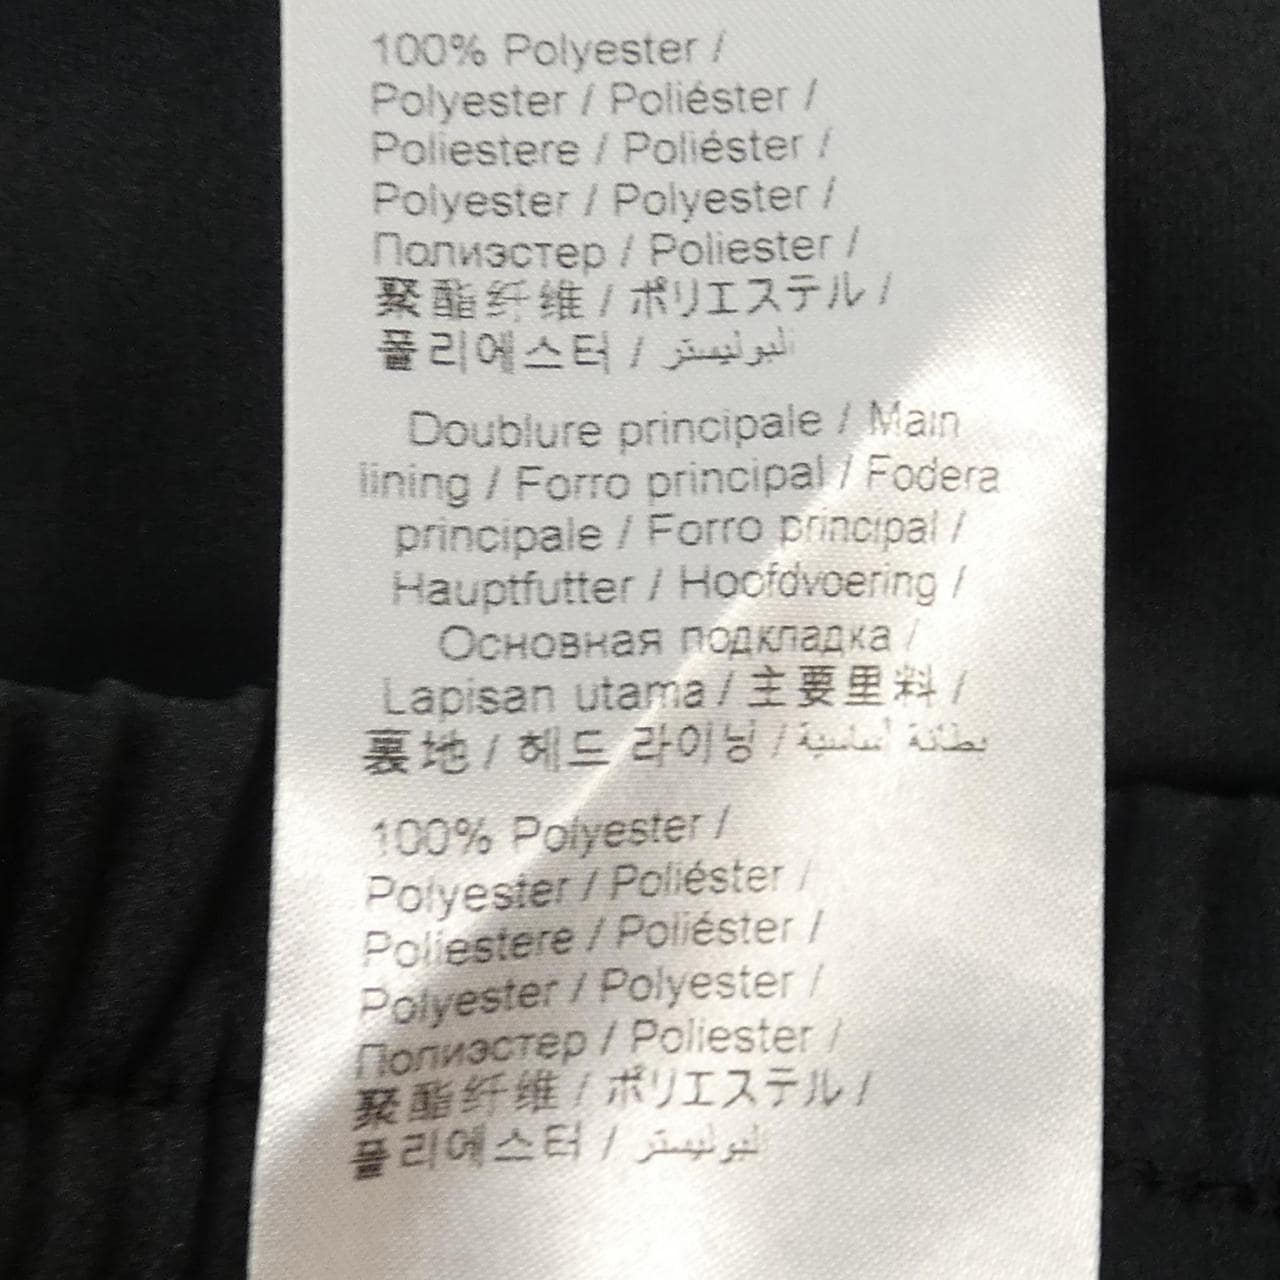 100% Polyester /
Polyester / Poliéster /
Poliestere / Poliéster /
Polyester / Polyester /
Полиэстер / Poliester /
聚酯纤维 / ポリエステル /
폴리에스터 / البوليستر
Doublure principale / Main
lining / Forro principal / Fodera
principale / Forro principal /
Hauptfutter / Hoofdvoering /
Основная подкладка /
Lapisan utama / 主要里料 /
裏地 / 헤드 라이닝 / بطانة أساسية
100% Polyester /
Polyester / Poliéster /
Poliestere / Poliéster /
Polyester / Polyester /
Полиэстер / Poliester /
聚酯纤维 / ポリエステル /
폴리에스터 / البوليستر